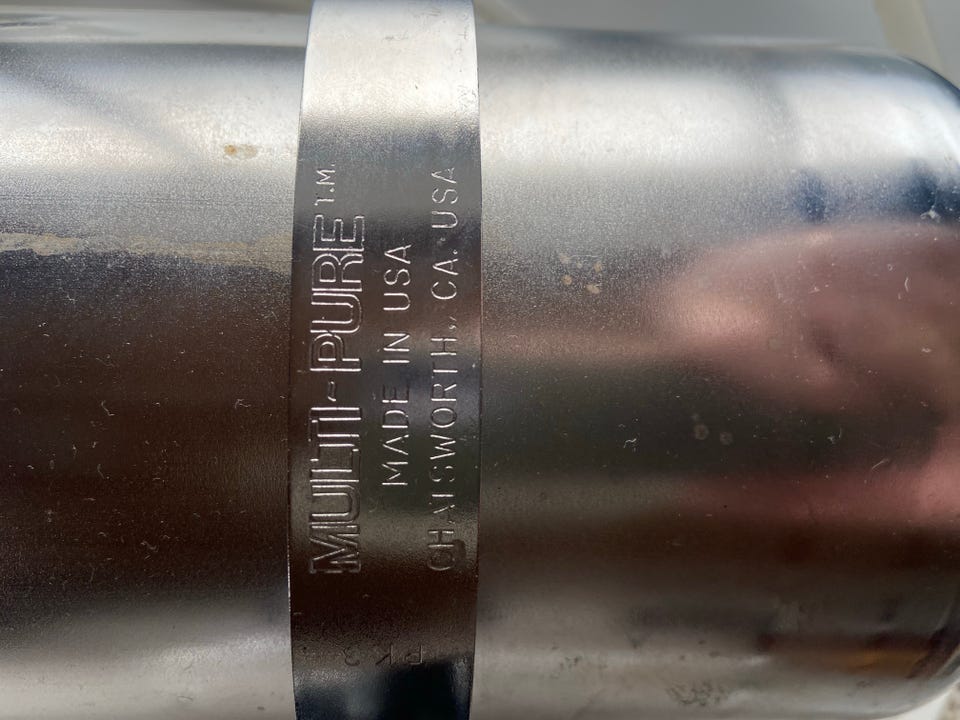 MULTI-PURE T.M.
MADE IN USA
CHATSWORTH., CA. USA